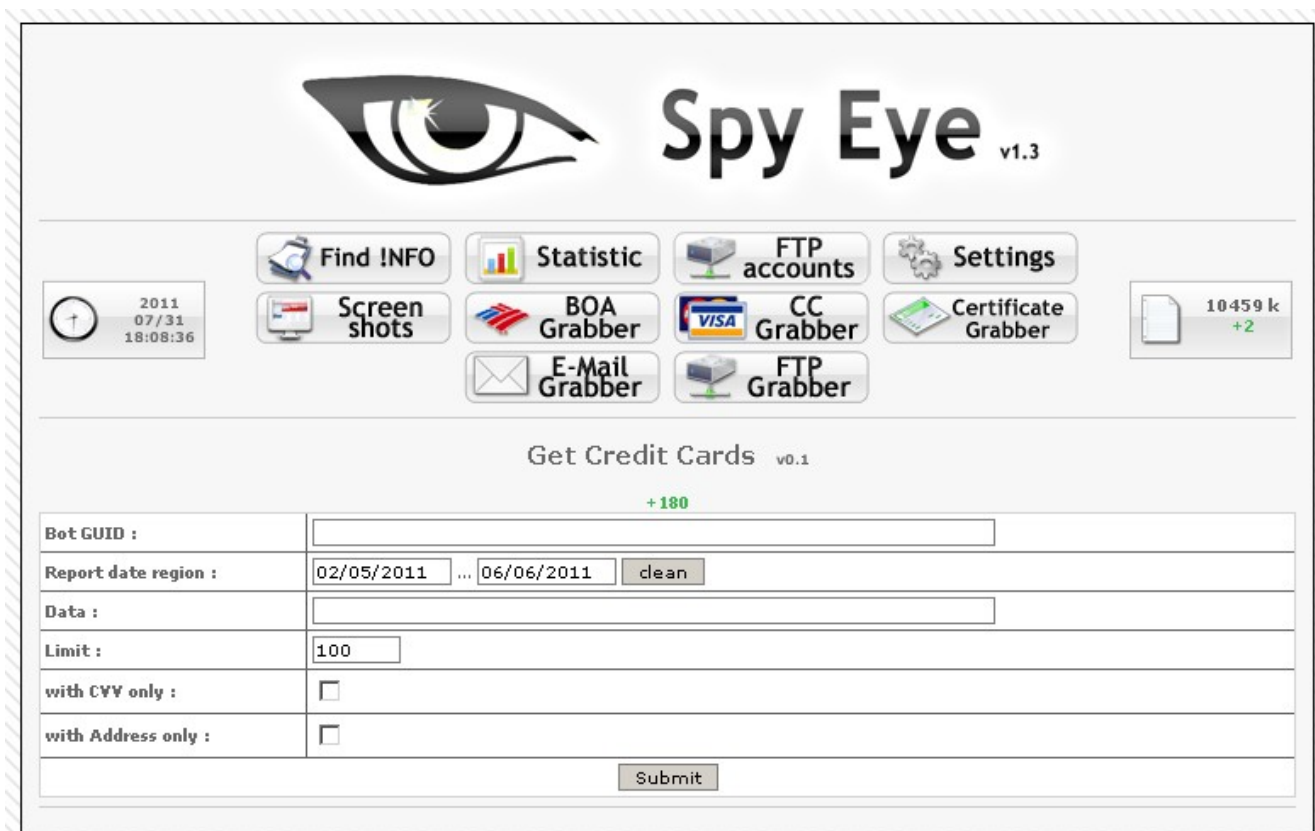 Spy Eye v1.3
Find !NFO
Statistic
FTP accounts
Settings
2011
07/31
18:08:36
Screen shots
BOA Grabber
VISA
CC Grabber
Certificate Grabber
10459 k
+2
E-Mail Grabber
FTP Grabber
Get Credit Cards v0.1
+180
Bot GUID :
Report date region : 02/05/2011 ... 06/06/2011 clean
Data :
Limit : 100
with CVV only :
with Address only :
Submit